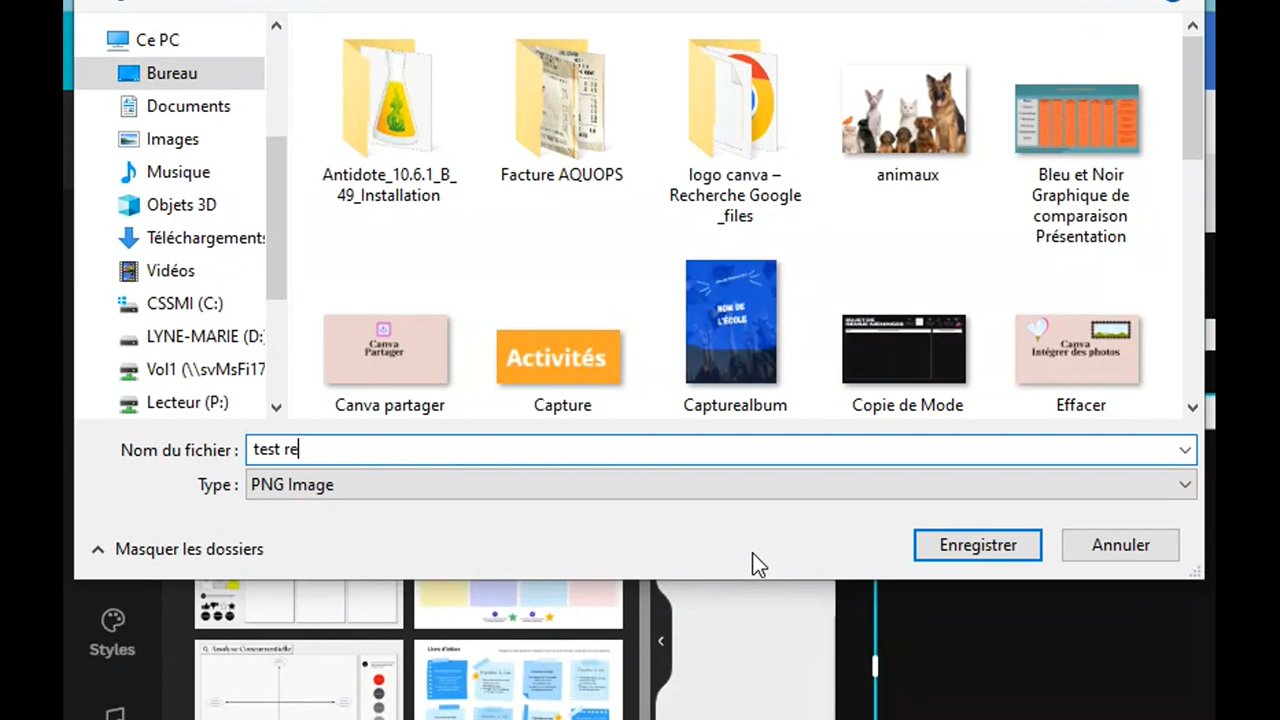 Ce PC
Bureau
Documents
Images
Musique
Objets 3D
Téléchargements
Vidéos
CSSMI (C:)
LYNE-MARIE (D:)
Vol1 (\\svMsFi17
Lecteur (P:)
Antidote_10.6.1_B_
49_Installation
Facture AQUOPS
logo canva –
Recherche Google
_files
animaux
Bleu et Noir
Graphique de
comparaison
Présentation
NOM DE
L'ÉCOLE
Canva
Partager
Activités
Canva
Intégrer des photos
Canva partager
Capture
Capturealbum
Copie de Mode
Effacer
Nom du fichier :
test re
Type :
PNG Image
Masquer les dossiers
Enregistrer
Annuler
Styles
Analyse Concurrentielle
Livre d'idées